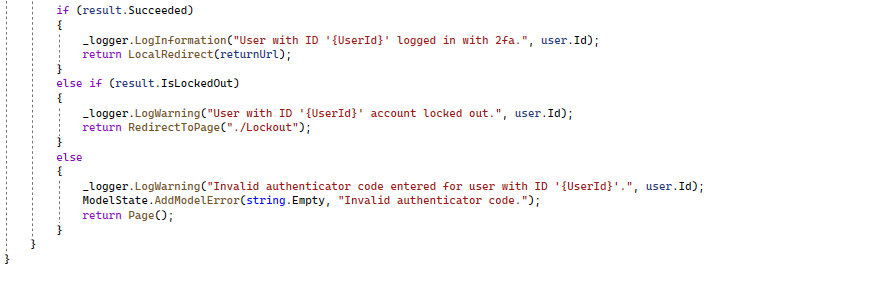 if (result.Succeeded)
{
_logger.LogInformation("User with ID '{UserId}' logged in with 2fa.", user.Id);
return LocalRedirect(returnUrl);
}
else if (result.IsLockedOut)
{
_logger.LogWarning("User with ID '{UserId}' account locked out.", user.Id);
return RedirectToPage("./Lockout");
}
else
{
_logger.LogWarning("Invalid authenticator code entered for user with ID '{UserId}'.", user.Id);
ModelState.AddModelError(string.Empty, "Invalid authenticator code.");
return Page();
}
}
}